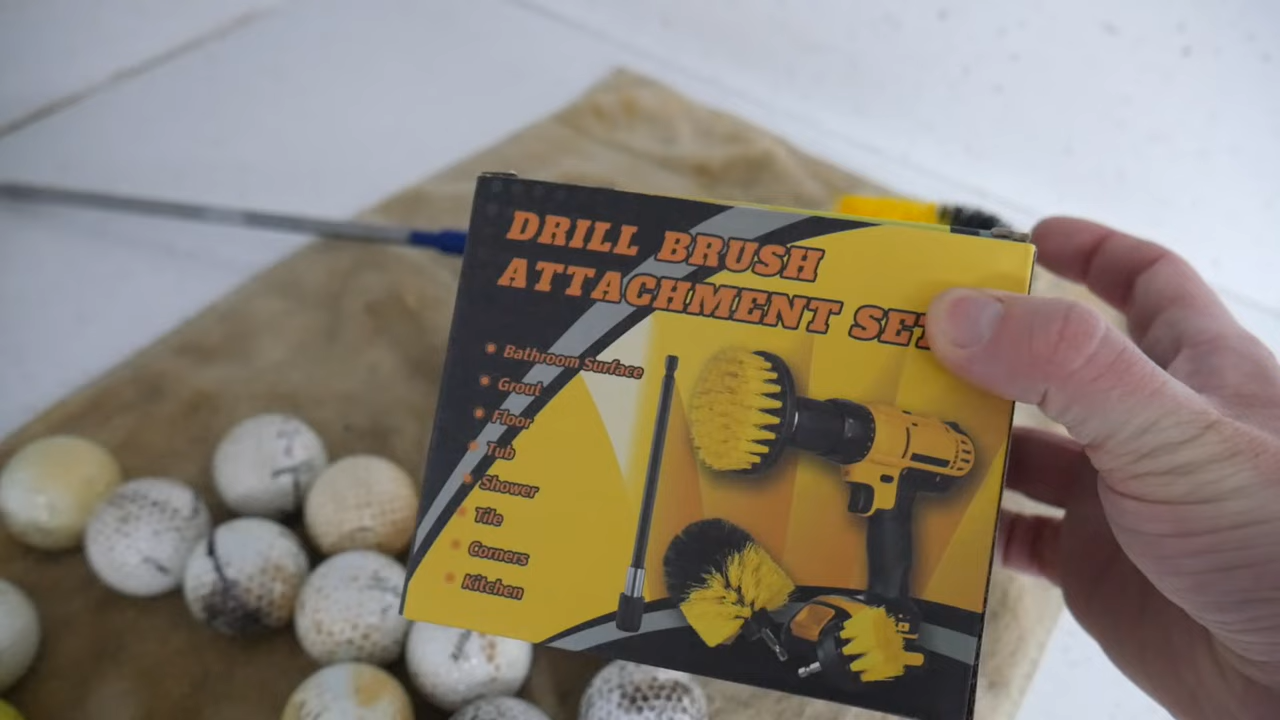 DRILL BRUSH
ATTACHMENT SET
Bathroom Surface
Grout
Floor
Tub
Shower
Tile
Corners
Kitchen